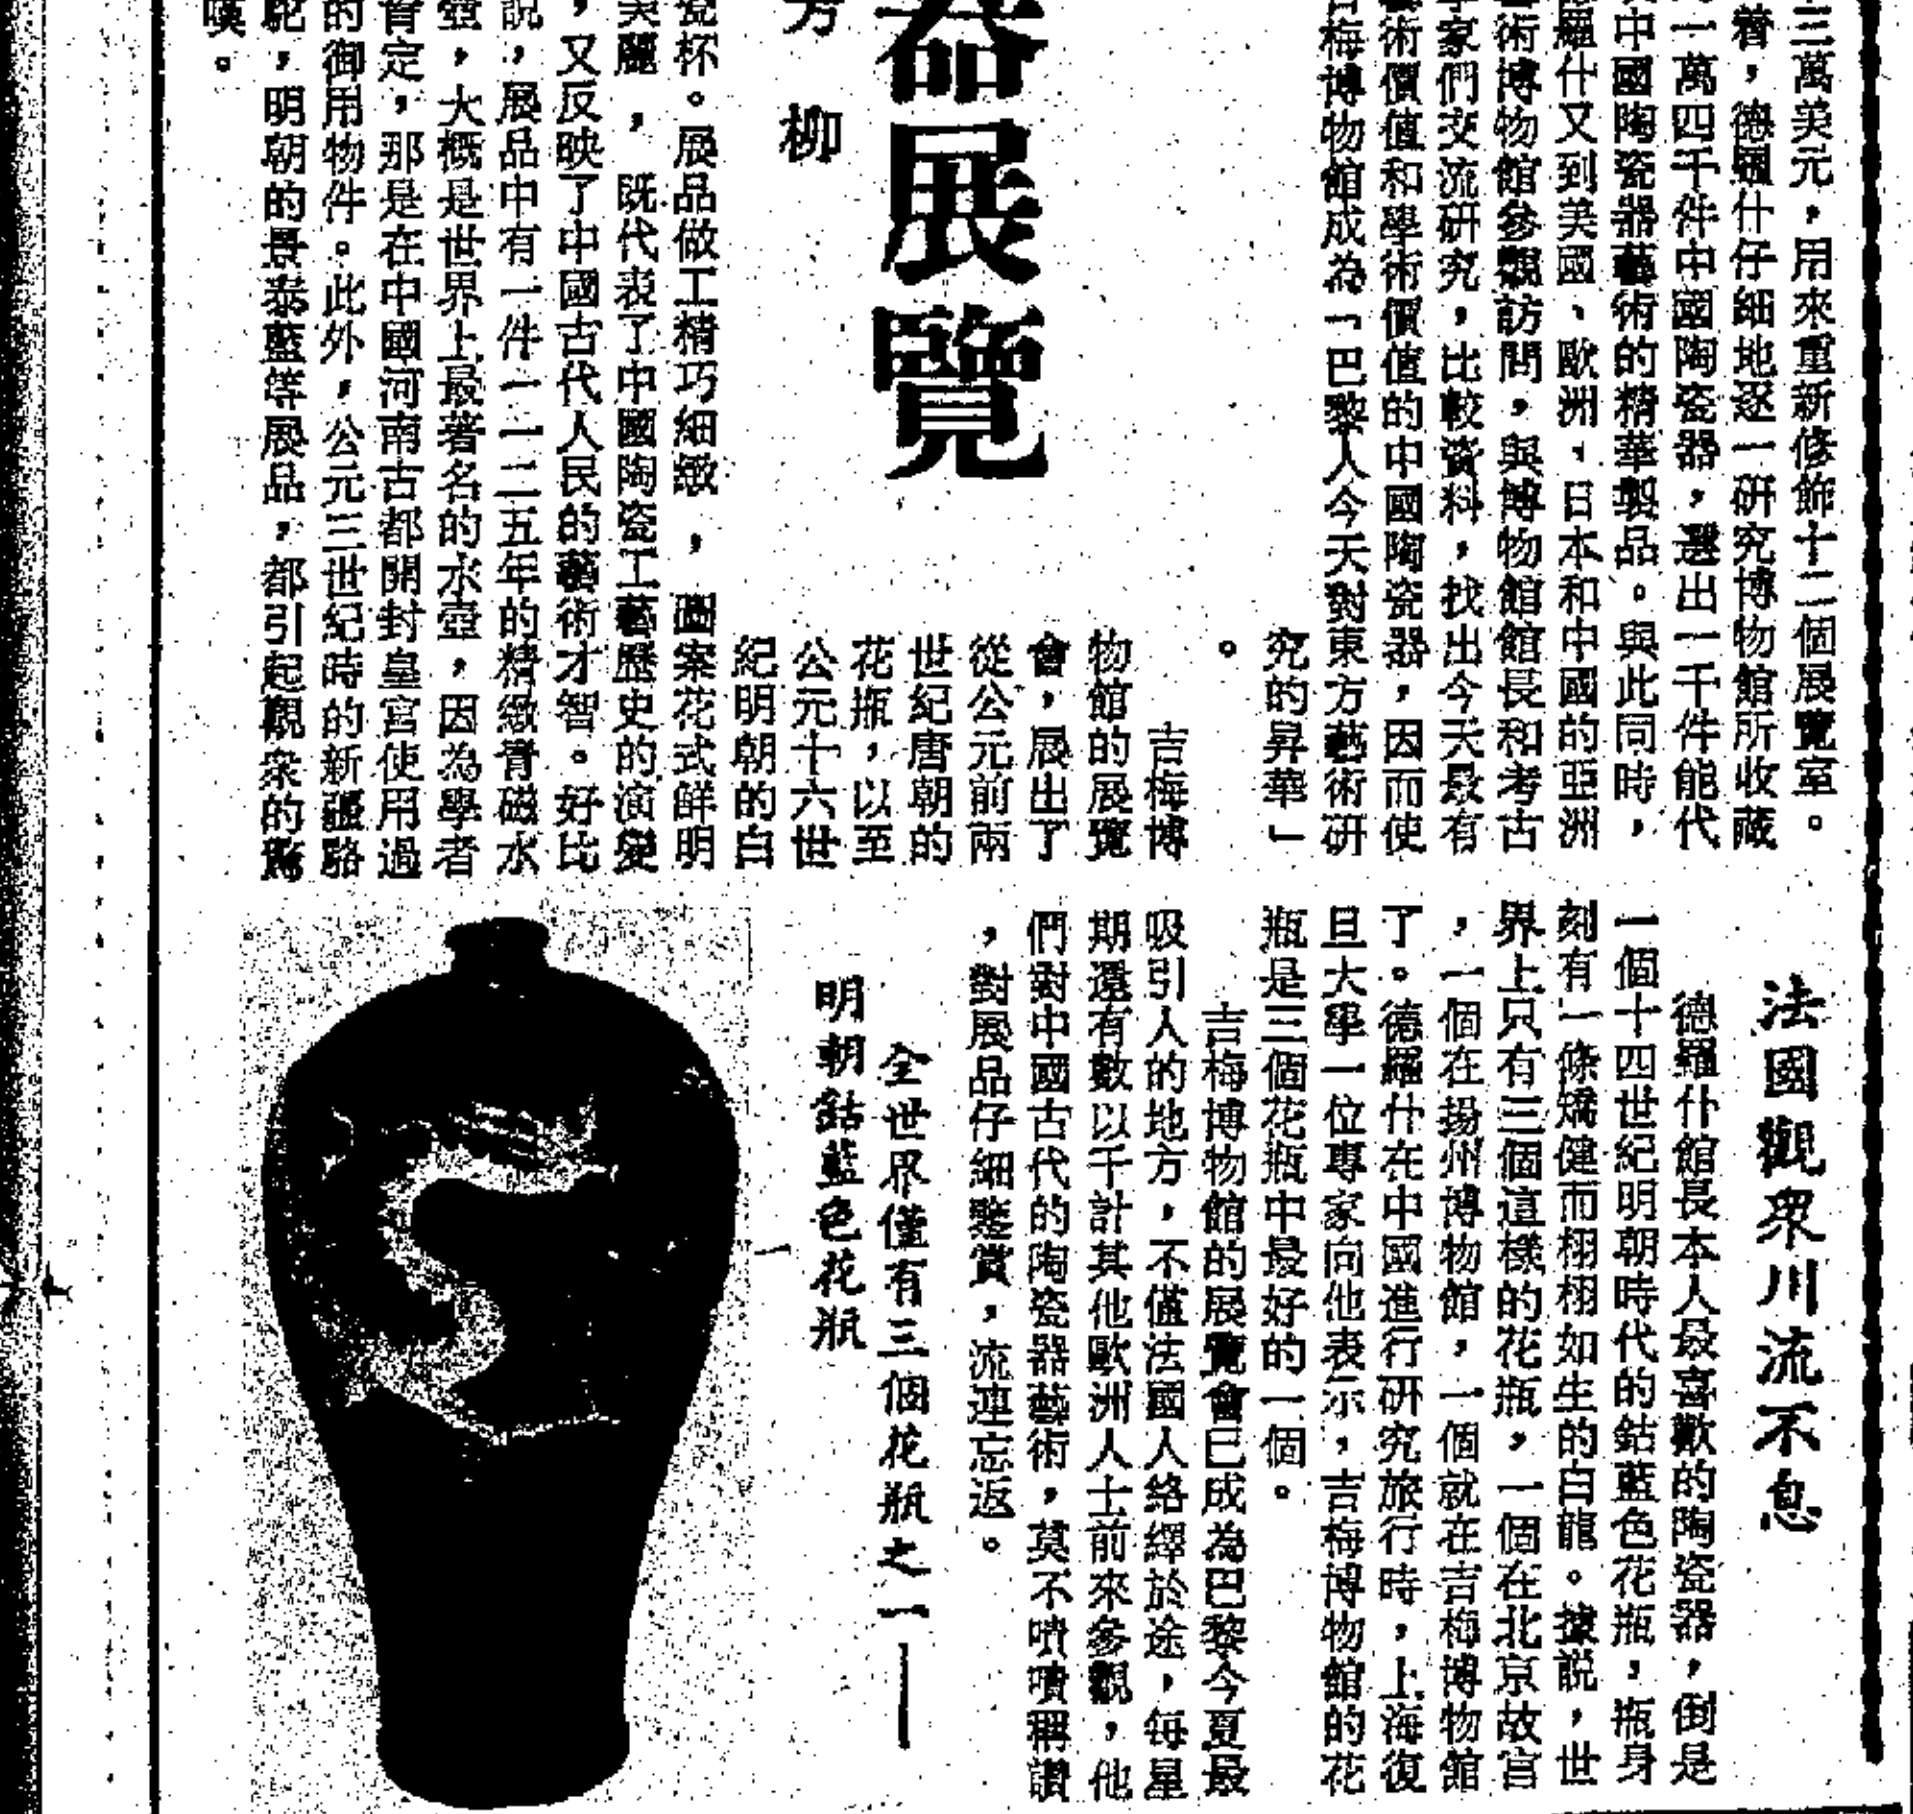 三萬美元，用來重新修飾十二個展覽室。
着，德羅什仔細地逐一研究博物館所收藏
一萬四千件中國陶瓷器，選出一千件能代
中國陶瓷器藝術的精華製品。與此同時，
羅什又到美國、歐洲、日本和中國的亞洲
術博物館參觀訪問，與博物館館長和考古
家們交流研究，比較資料，找出今天最有
術價值和學術價值的中國陶瓷器，因而使
梅博物館成為「巴黎人今天對東方藝術研
究的昇華」
。
器展覽
方　柳
吉梅博
物館的展覽
會，展出了
從公元前兩
世紀唐朝的
花瓶，以至
公元十六世
紀明朝的白
瓷杯。展品做工精巧細緻，圖案花式鮮明
美麗，既代表了中國陶瓷工藝歷史的演變
，又反映了中國古代人民的藝術才智。好比
說，展品中有一件一一二五年的精緻青磁水
壺，大概是世界上最著名的水壺，因為學者
肯定，那是在中國河南古都開封皇宮使用過
的御用物件。此外，公元三世紀時的新疆駱
駝，明朝的景泰藍等展品，都引起觀衆的驚
嘆。
法國觀衆川流不息
德羅什館長本人最喜歡的陶瓷器，倒是
一個十四世紀明朝時代的鈷藍色花瓶，瓶身
刻有一條矯健而栩栩如生的白龍。據說，世
界上只有三個這樣的花瓶，一個在北京故宮
，一個在揚州博物館，一個就在吉梅博物館
了。德羅什在中國進行研究旅行時，上海復
旦大學一位專家向他表示，吉梅博物館的花
瓶是三個花瓶中最好的一個。
吉梅博物館的展覽會已成為巴黎今夏最
吸引人的地方，不僅法國人絡繹於途，每星
期還有數以千計其他歐洲人士前來參觀，他
們對中國古代的陶瓷器藝術，莫不嘖嘖稱讚
，對展品仔細鑒賞，流連忘返。
全世界僅有三個花瓶之一——
明朝鈷藍色花瓶